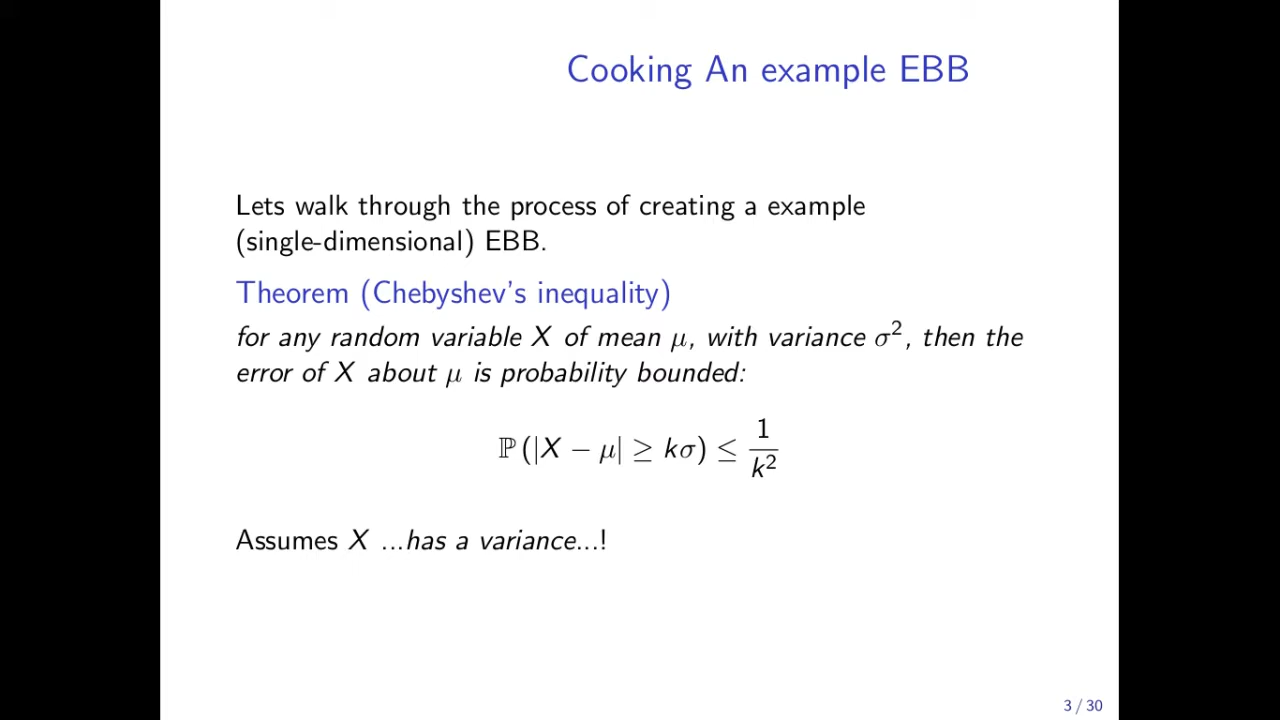 Cooking An example EBB
Lets walk through the process of creating a example
(single-dimensional) EBB.
Theorem (Chebyshev's inequality)
for any random variable X of mean μ, with variance σ², then the
error of X about μ is probability bounded:
ℙ (|X − μ| ≥ kσ) ≤ 1/k²
Assumes X ...has a variance...!
3 / 30